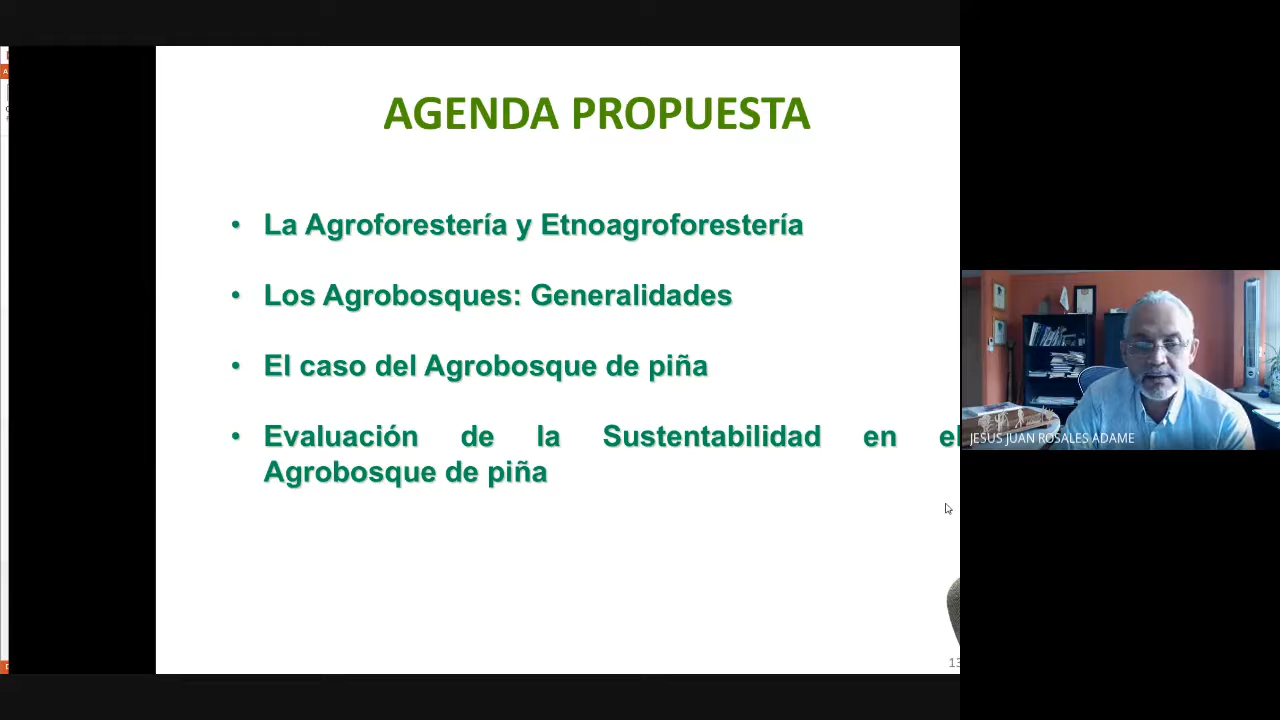 AGENDA PROPUESTA
• La Agroforestería y Etnoagroforestería
• Los Agrobosques: Generalidades
• El caso del Agrobosque de piña
• Evaluación de la Sustentabilidad en el
Agrobosque de piña
13
JESUS JUAN ROSALES ADAME